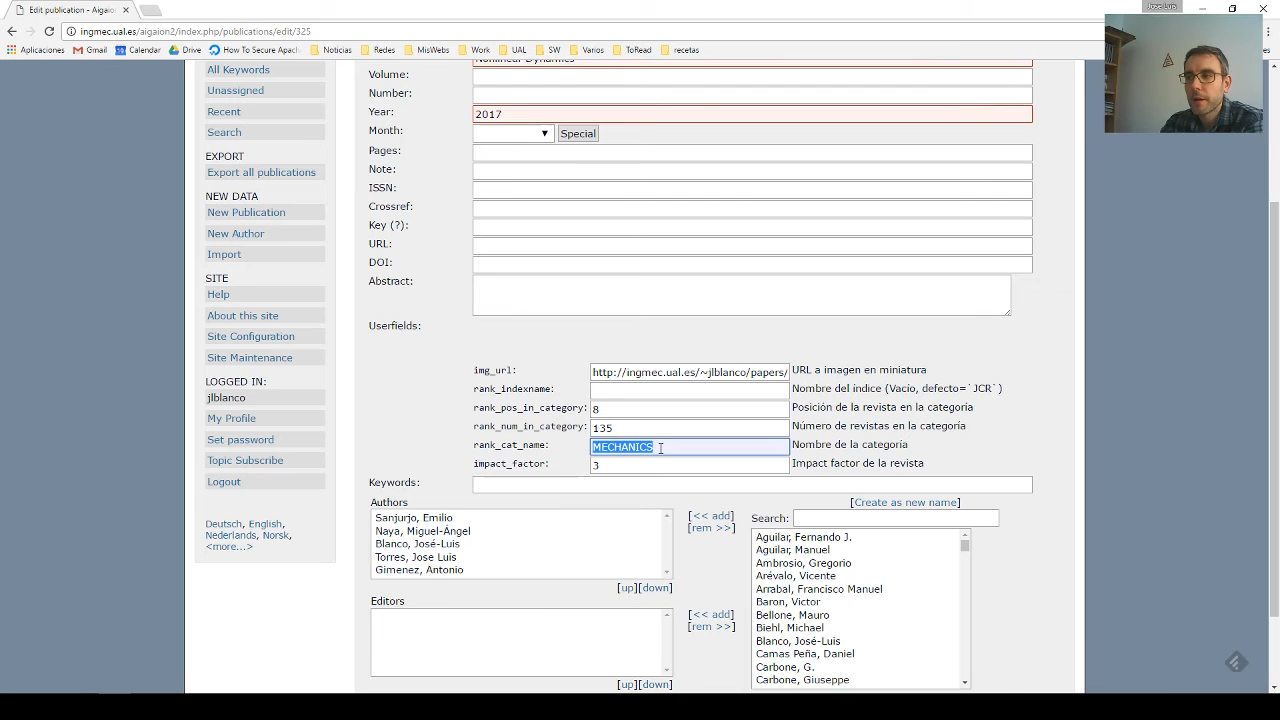 Jose Luis
Edit publication - Aigaion 2
ingmec.ual.es/aigaion2/index.php/publications/edit/325
Aplicaciones Gmail Calendar Drive How To Secure Apach Noticias Redes MisWebs Work UAL SW Varios ToRead recetas
All Keywords
Unassigned
Recent
Search
EXPORT
Export all publications
NEW DATA
New Publication
New Author
Import
SITE
Help
About this site
Site Configuration
Site Maintenance
LOGGED IN:
jlblanco
My Profile
Set password
Topic Subscribe
Logout
Deutsch, English,
Nederlands, Norsk,
<more...>
Nonlinear Dynamics
Volume:
Number:
Year: 2017
Month: Special
Pages:
Note:
ISSN:
Crossref:
Key (?):
URL:
DOI:
Abstract:
Userfields:
img_url: http://ingmec.ual.es/~jlblanco/papers/ URL a imagen en miniatura
rank_indexname: Nombre del índice (Vacío, defecto=`JCR`)
rank_pos_in_category: 8 Posición de la revista en la categoría
rank_num_in_category: 135 Número de revistas en la categoría
rank_cat_name: MECHANICS Nombre de la categoría
impact_factor: 3 Impact factor de la revista
Keywords:
Authors
Sanjurjo, Emilio
Naya, Miguel-Ángel
Blanco, José-Luis
Torres, Jose Luis
Gimenez, Antonio
[up][down]
[<< add]
[rem >>]
[Create as new name]
Search:
Aguilar, Fernando J.
Aguilar, Manuel
Ambrosio, Gregorio
Arévalo, Vicente
Arrabal, Francisco Manuel
Baron, Victor
Bellone, Mauro
Biehl, Michael
Blanco, José-Luis
Camas Peña, Daniel
Carbone, G.
Carbone, Giuseppe
Editors
[<< add]
[rem >>]
[up][down]